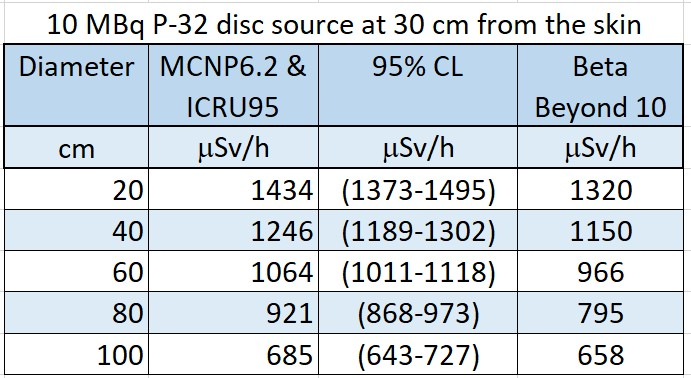 10 MBq P-32 disc source at 30 cm from the skin
Diameter MCNP6.2 & ICRU95 95% CL Beta Beyond 10
cm μSv/h μSv/h μSv/h
20 1434 (1373-1495) 1320
40 1246 (1189-1302) 1150
60 1064 (1011-1118) 966
80 921 (868-973) 795
100 685 (643-727) 658